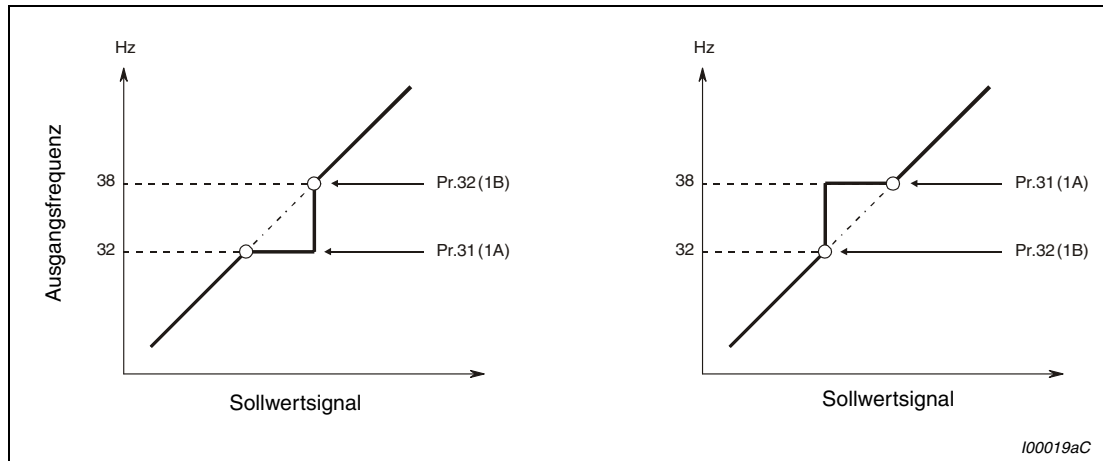 Hz
Ausgangsfrequenz
38
32
Pr.32 (1B)
Pr.31 (1A)
Sollwertsignal
Hz
38
32
Pr.31 (1A)
Pr.32 (1B)
Sollwertsignal
I00019aC